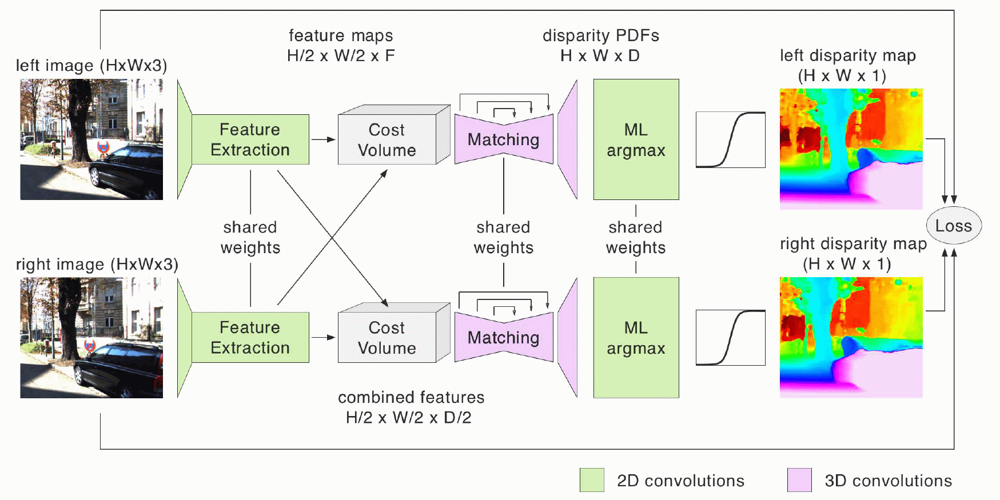 feature maps
H/2 x W/2 x F
disparity PDFs
H x W x D
left image (HxWx3)
left disparity map
(H x W x 1)
Feature
Extraction
Cost
Volume
Matching
ML
argmax
shared
weights
shared
weights
shared
weights
Loss
right image (HxWx3)
right disparity map
(H x W x 1)
Feature
Extraction
Cost
Volume
Matching
ML
argmax
combined features
H/2 x W/2 x D/2
2D convolutions
3D convolutions